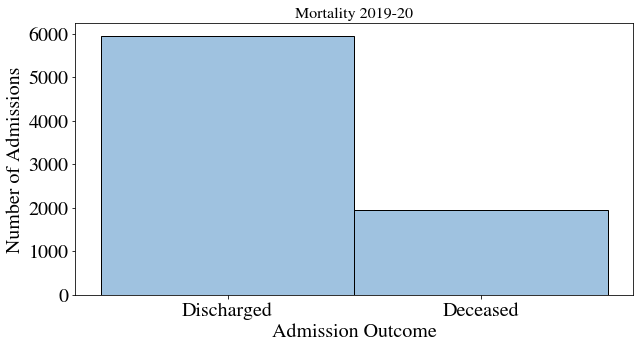 Mortality 2019-20
Number of Admissions
6000
5000
4000
3000
2000
1000
0
Discharged
Deceased
Admission Outcome